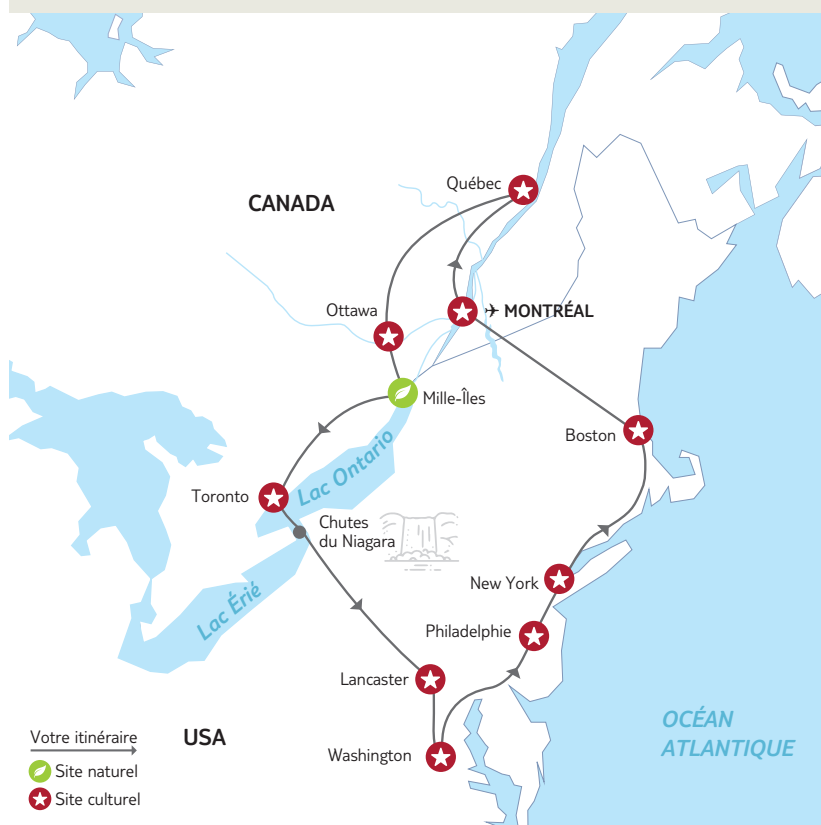 Québec
CANADA
Ottawa
MONTRÉAL
Mille-Îles
Boston
Lac Ontario
Toronto
Chutes
du Niagara
New York
Lac Érié
Philadelphie
Lancaster
OCÉAN
ATLANTIQUE
USA
Votre itinéraire
Washington
Site naturel
Site culturel